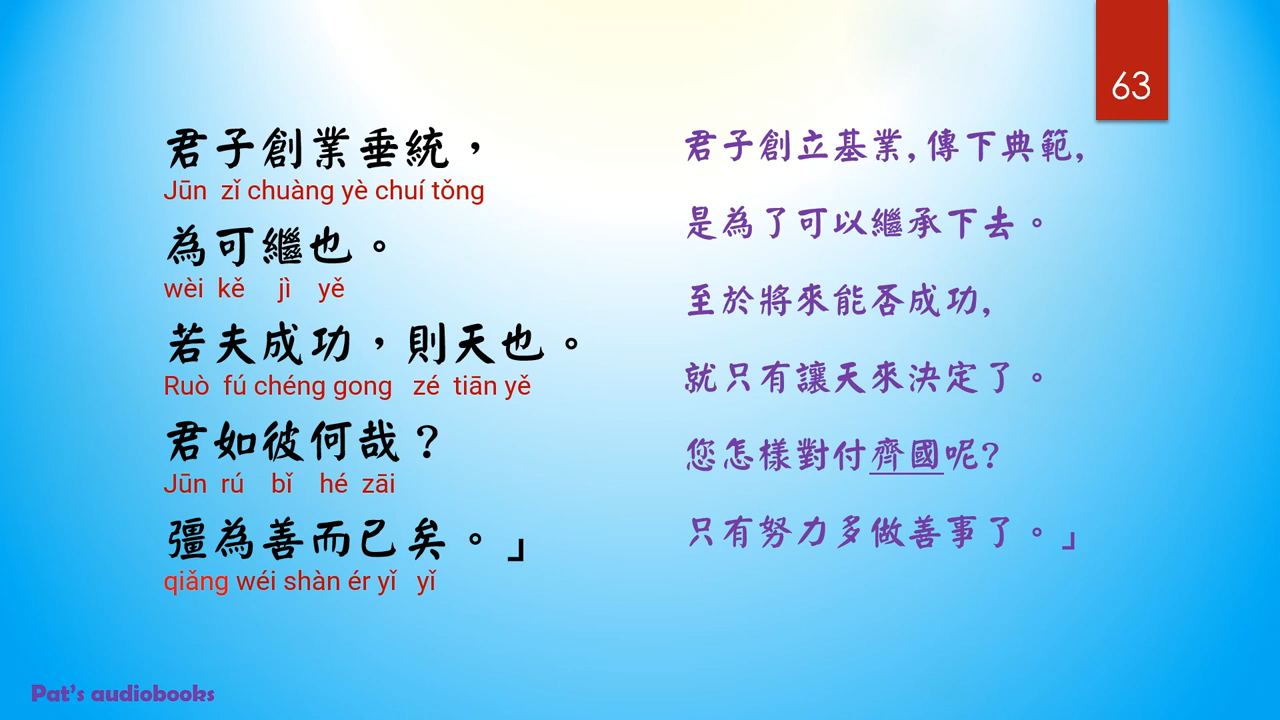 63
君子創業垂統，
Jūn zǐ chuàng yè chuí tǒng
為可繼也。
wèi kě jì yě
若夫成功，則天也。
Ruò fú chéng gong zé tiān yě
君如彼何哉？
Jūn rú bǐ hé zāi
彊為善而已矣。」
qiǎng wéi shàn ér yǐ yǐ
君子創立基業,傳下典範,
是為了可以繼承下去。
至於將來能否成功,
就只有讓天來決定了。
您怎樣對付齊國呢?
只有努力多做善事了。」
Pat's audiobooks